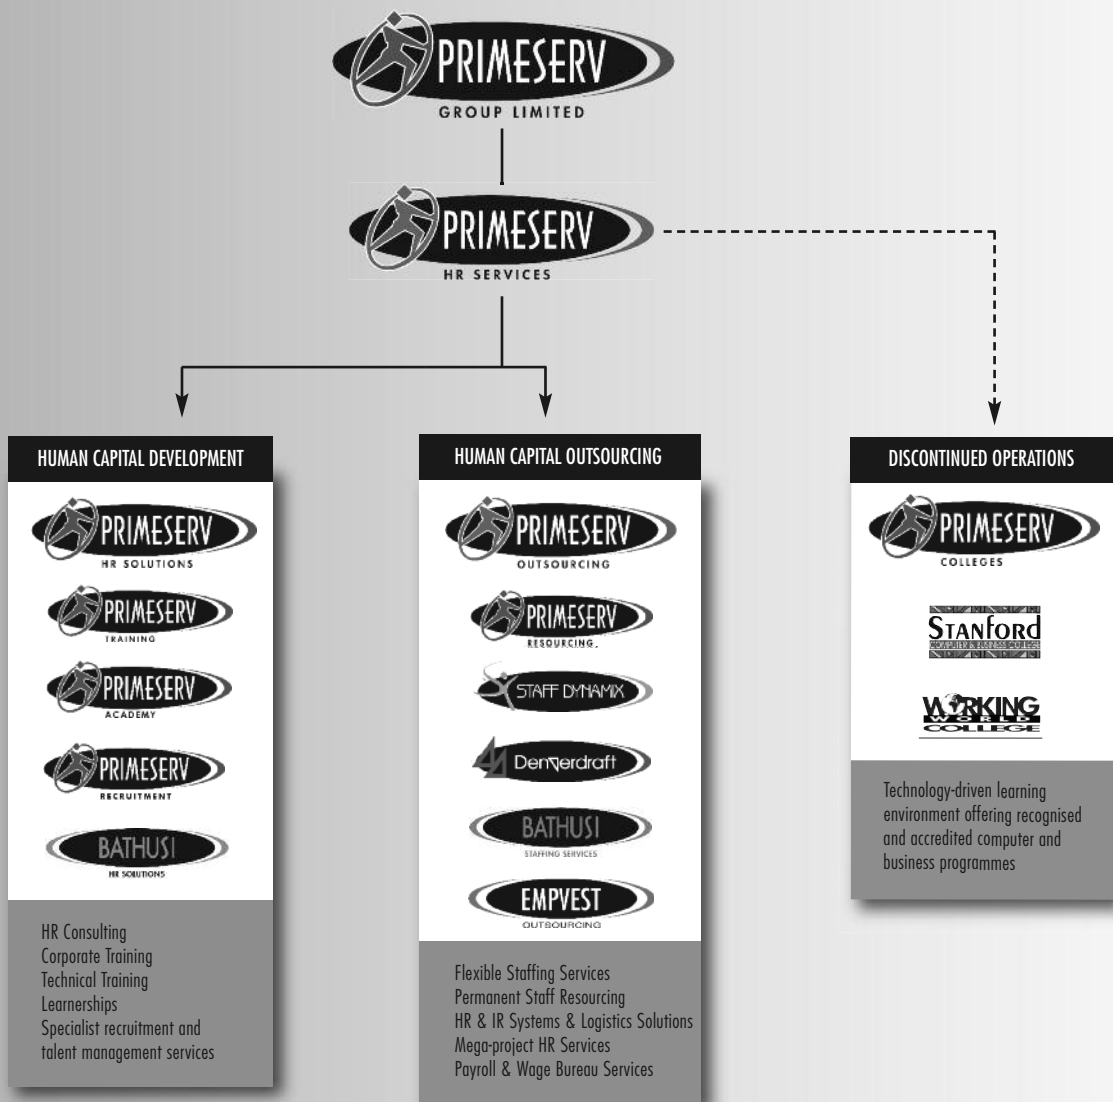 PRIMESERV
GROUP LIMITED
PRIMESERV
HR SERVICES
HUMAN CAPITAL DEVELOPMENT
PRIMESERV
HR SOLUTIONS
PRIMESERV
TRAINING
PRIMESERV
ACADEMY
PRIMESERV
RECRUITMENT
BATHUSI
HR SOLUTIONS
HR Consulting
Corporate Training
Technical Training
Learnerships
Specialist recruitment and
talent management services
HUMAN CAPITAL OUTSOURCING
PRIMESERV
OUTSOURCING
PRIMESERV
RESOURCING
STAFF DYNAMIX
Denverdraft
BATHUSI
STAFFING SERVICES
EMPVEST
OUTSOURCING
Flexible Staffing Services
Permanent Staff Resourcing
HR & IR Systems & Logistics Solutions
Mega-project HR Services
Payroll & Wage Bureau Services
DISCONTINUED OPERATIONS
PRIMESERV
COLLEGES
STANFORD
COMPUTER & BUSINESS COLLEGE
WORKING
WORLD
COLLEGE
Technology-driven learning
environment offering recognised
and accredited computer and
business programmes